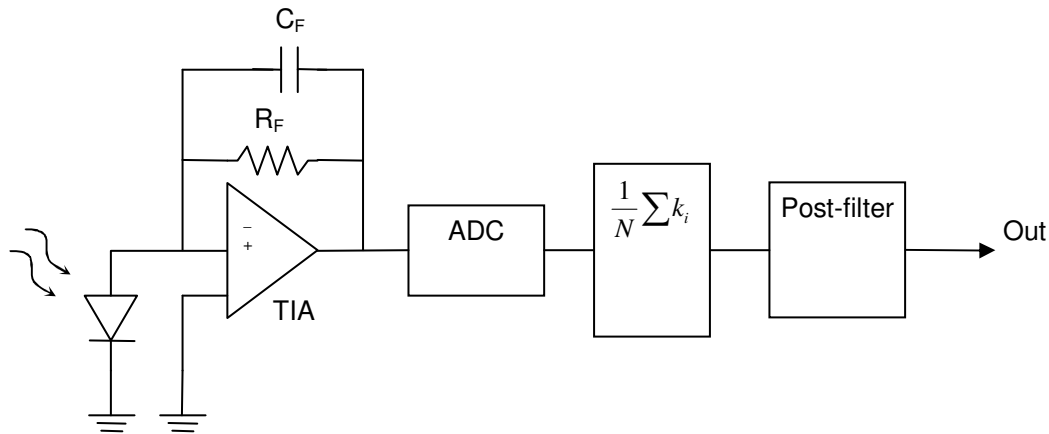 C_F
R_F
−
+
TIA
ADC
\frac{1}{N}\sum k_i
Post-filter
Out